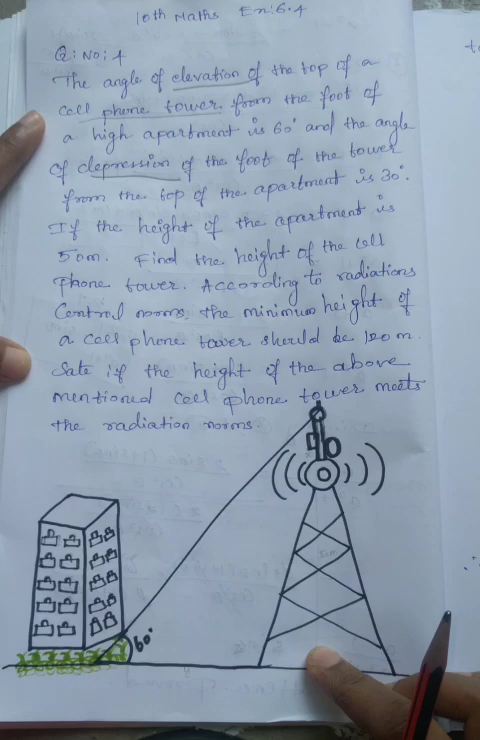 10th Maths Ex:6.4
Q:No:4
The angle of elevation of the top of a
cell phone tower from the foot of
a high apartment is 60° and the angle
of depression of the foot of the tower
from the top of the apartment is 30°.
If the height of the apartment is
50m. Find the height of the cell
phone tower. According to radiations
Control norms, the minimum height of
a cell phone tower should be 120 m.
Sate if the height of the above
mentioned cell phone tower meets
the radiation norms.
60°